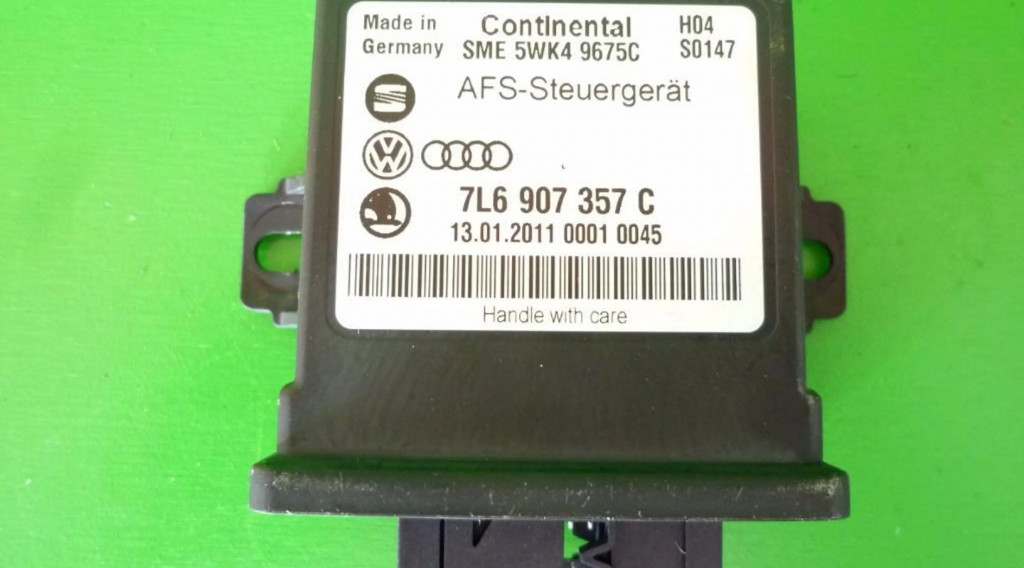 Made in Continental H04
Germany SME 5WK4 9675C S0147
AFS-Steuergerät
7L6 907 357 C
13.01.2011 0001 0045
Handle with care